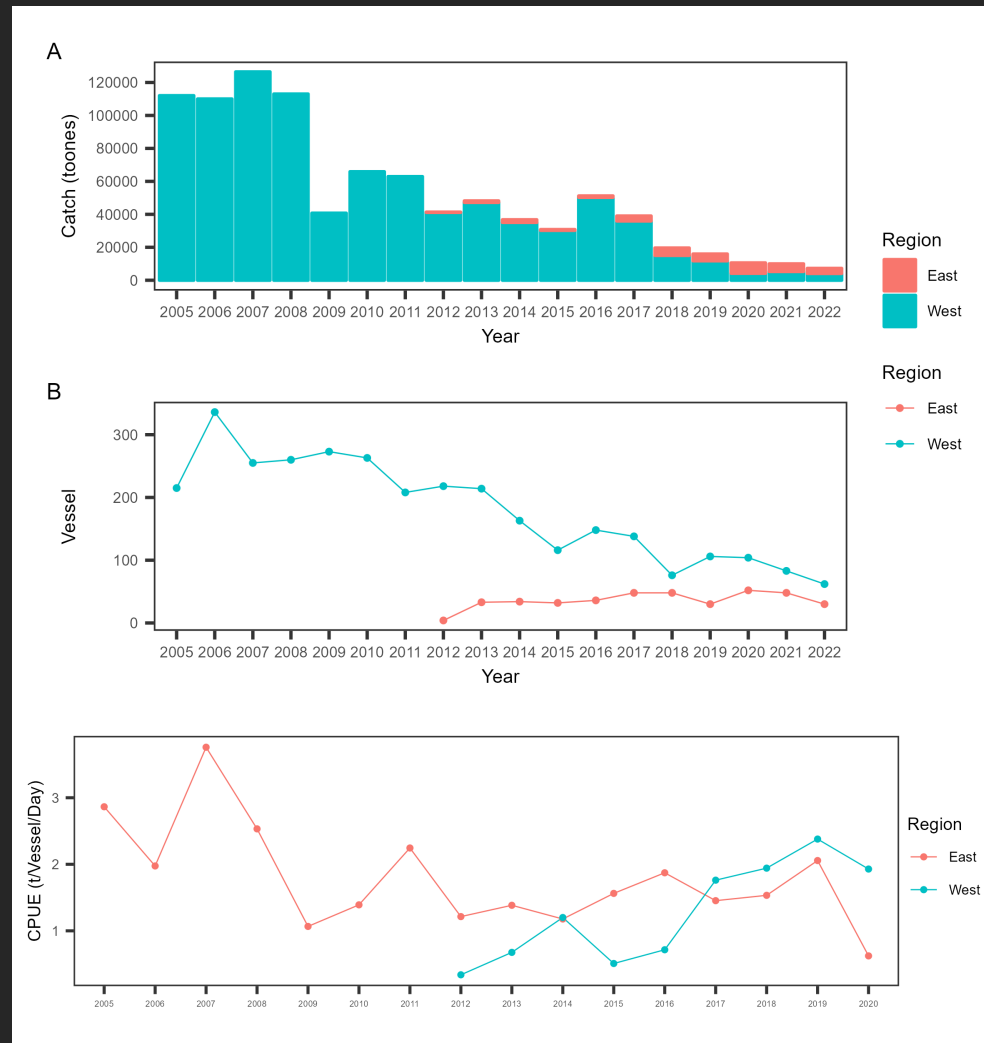 A
Catch (toones)
120000
100000
80000
60000
40000
20000
0
2005 2006 2007 2008 2009 2010 2011 2012 2013 2014 2015 2016 2017 2018 2019 2020 2021 2022
Year
Region
East
West
Region
East
West
B
Vessel
300
200
100
0
2005 2006 2007 2008 2009 2010 2011 2012 2013 2014 2015 2016 2017 2018 2019 2020 2021 2022
Year
CPUE (t/Vessel/Day)
3
2
1
2005 2006 2007 2008 2009 2010 2011 2012 2013 2014 2015 2016 2017 2018 2019 2020
Region
East
West